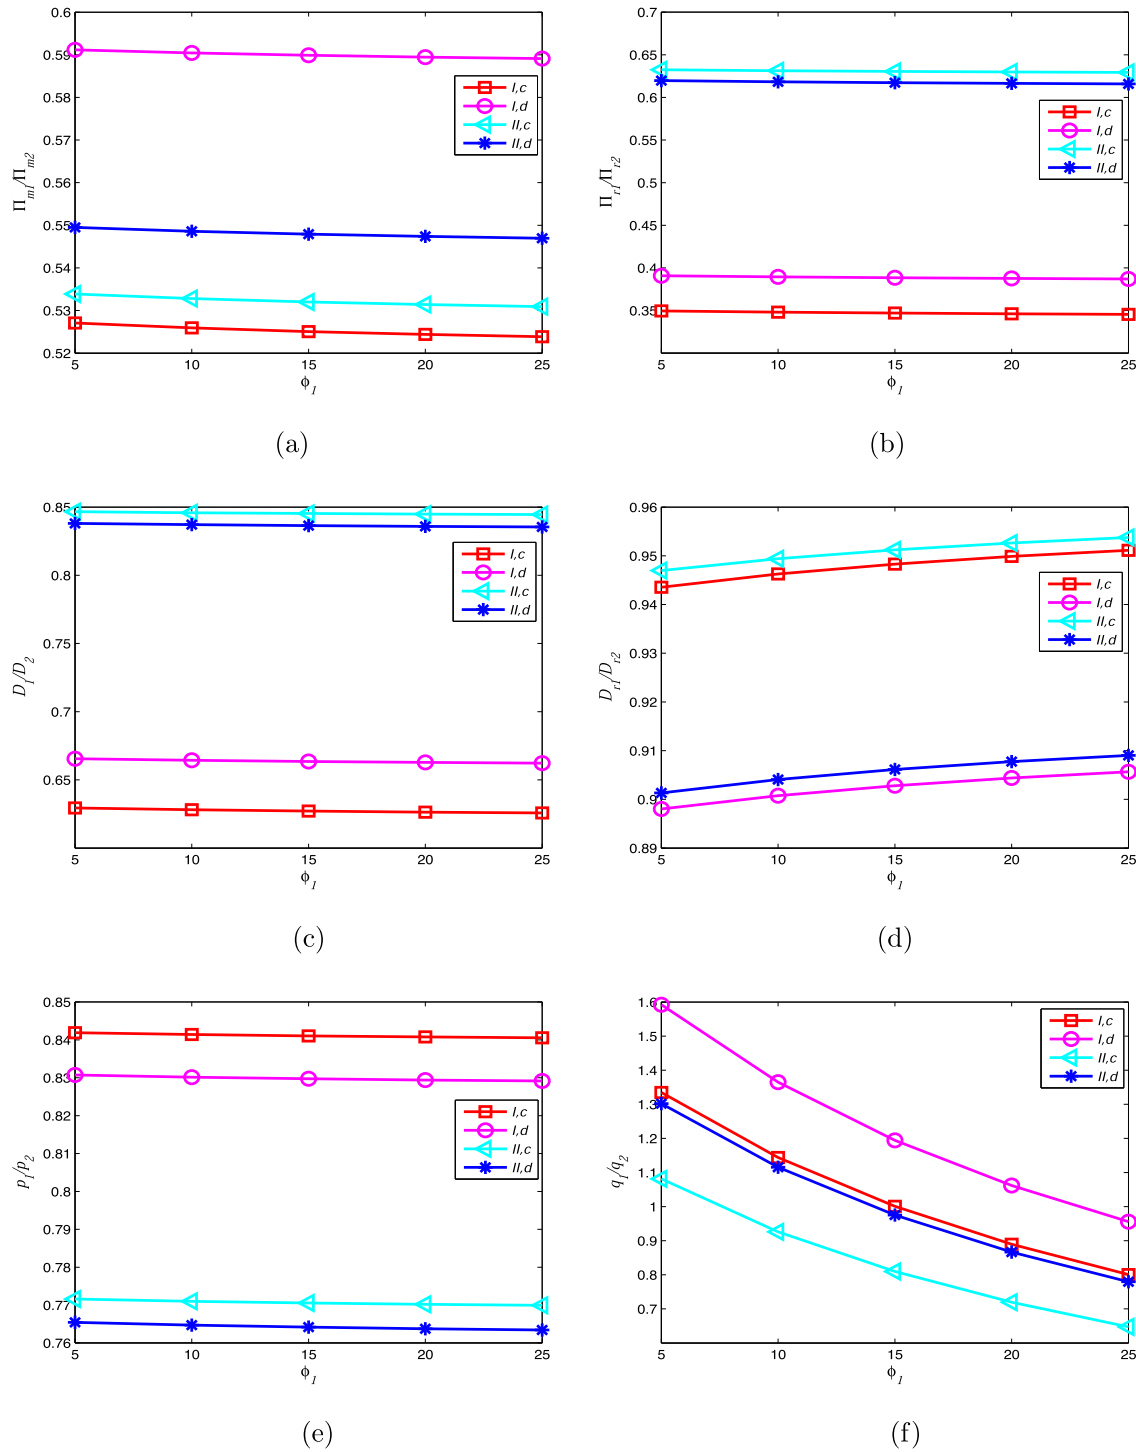 0.6
0.59
0.58
0.57
0.56
0.55
0.54
0.53
0.52
5 10 15 20 25
Π_m1/Π_m2
ϕ_1
I,c
I,d
II,c
II,d
(a)
0.7
0.65
0.6
0.55
0.5
0.45
0.4
0.35
5 10 15 20 25
Π_r1/Π_r2
ϕ_1
I,c
I,d
II,c
II,d
(b)
0.85
0.8
0.75
0.7
0.65
5 10 15 20 25
D_1/D_2
ϕ_1
I,c
I,d
II,c
II,d
(c)
0.96
0.95
0.94
0.93
0.92
0.91
0.9
0.89
5 10 15 20 25
D_r1/D_r2
ϕ_1
I,c
I,d
II,c
II,d
(d)
0.85
0.84
0.83
0.82
0.81
0.8
0.79
0.78
0.77
0.76
5 10 15 20 25
p_1/p_2
ϕ_1
I,c
I,d
II,c
II,d
(e)
1.6
1.5
1.4
1.3
1.2
1.1
1
0.9
0.8
0.7
5 10 15 20 25
q_1/q_2
ϕ_1
I,c
I,d
II,c
II,d
(f)